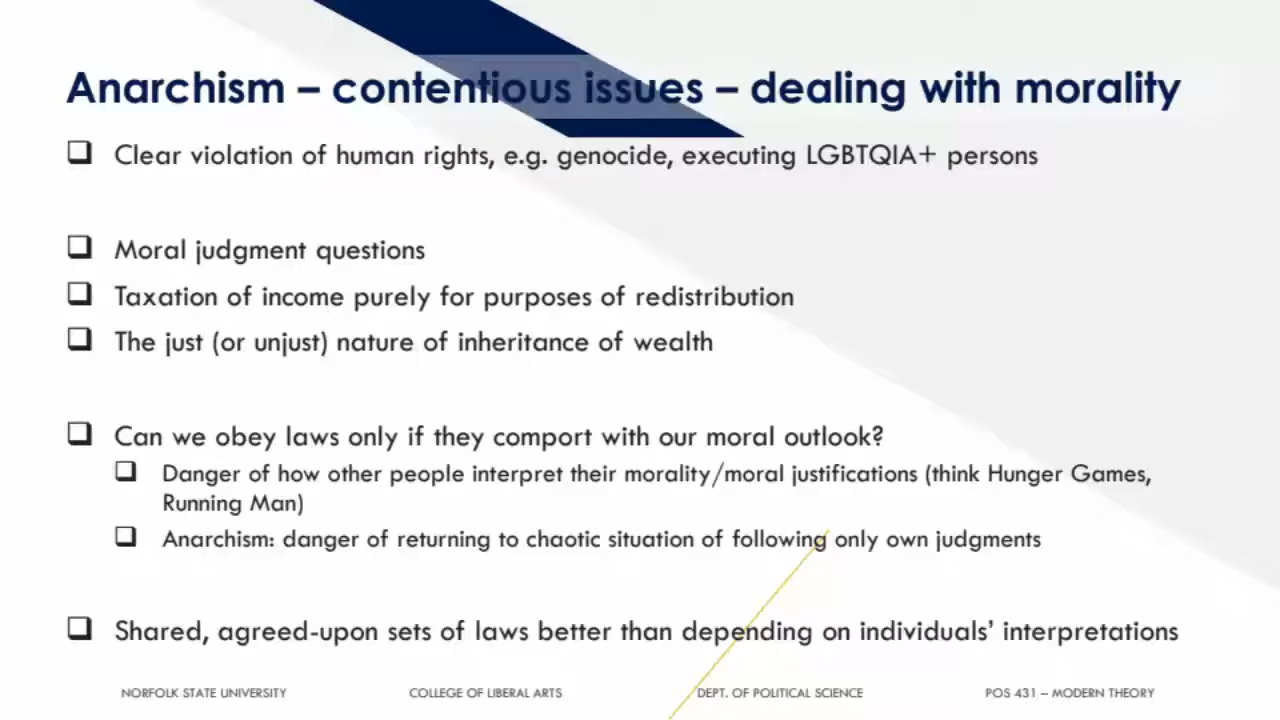 Anarchism – contentious issues – dealing with morality
❑ Clear violation of human rights, e.g. genocide, executing LGBTQIA+ persons
❑ Moral judgment questions
❑ Taxation of income purely for purposes of redistribution
❑ The just (or unjust) nature of inheritance of wealth
❑ Can we obey laws only if they comport with our moral outlook?
❑ Danger of how other people interpret their morality/moral justifications (think Hunger Games,
Running Man)
❑ Anarchism: danger of returning to chaotic situation of following only own judgments
❑ Shared, agreed-upon sets of laws better than depending on individuals’ interpretations
NORFOLK STATE UNIVERSITY COLLEGE OF LIBERAL ARTS DEPT. OF POLITICAL SCIENCE POS 431 – MODERN THEORY